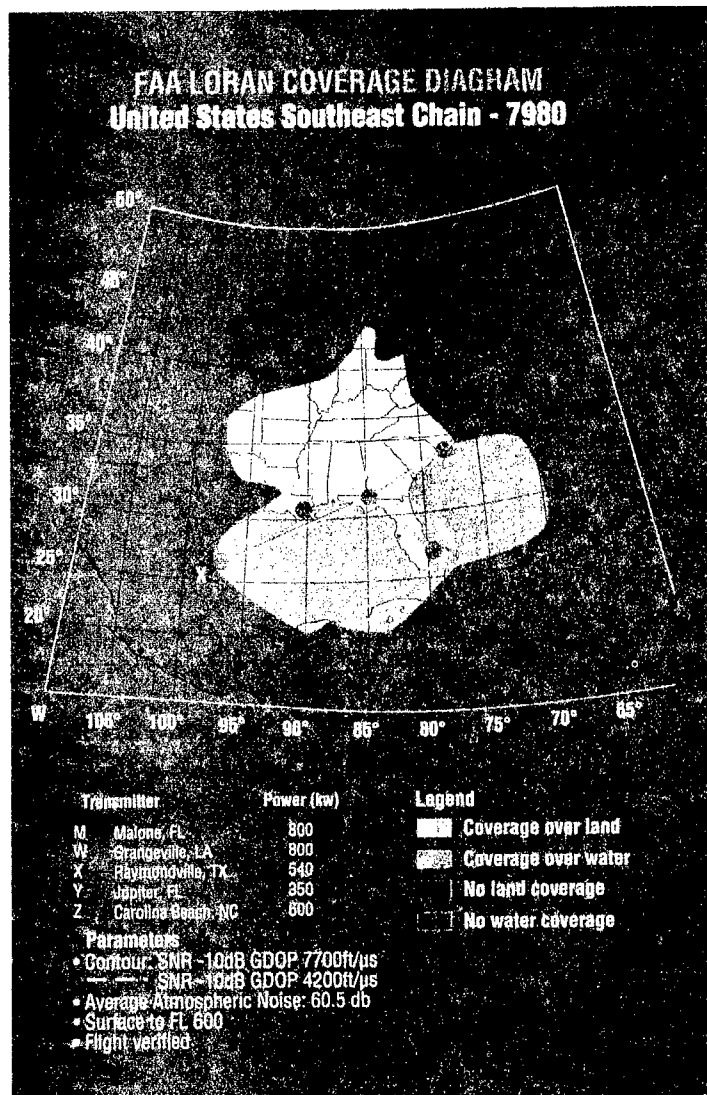 FAA LORAN COVERAGE DIAGRAM
United States Southeast Chain - 7980
50°
45°
40°
35°
30°
25°
20°
X
W 105° 100° 95° 90° 85° 80° 75° 70° 65°
Transmitter Power (kw)
M Malone, FL 800
W Grangeville, LA 800
X Raymondville, TX 540
Y Jupiter, FL 350
Z Carolina Beach, NC 600
Legend
Coverage over land
Coverage over water
No land coverage
No water coverage
Parameters
• Contour: SNR -10dB GDOP 7700ft/µs
— — — SNR -10dB GDOP 4200ft/µs
• Average Atmospheric Noise: 60.5 db
• Surface to FL 600
• Flight verified